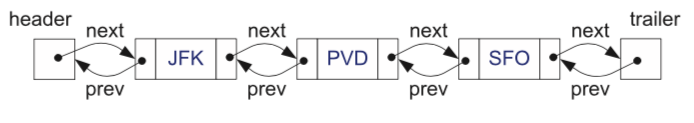 header trailer
next next next next
JFK PVD SFO
prev prev prev prev